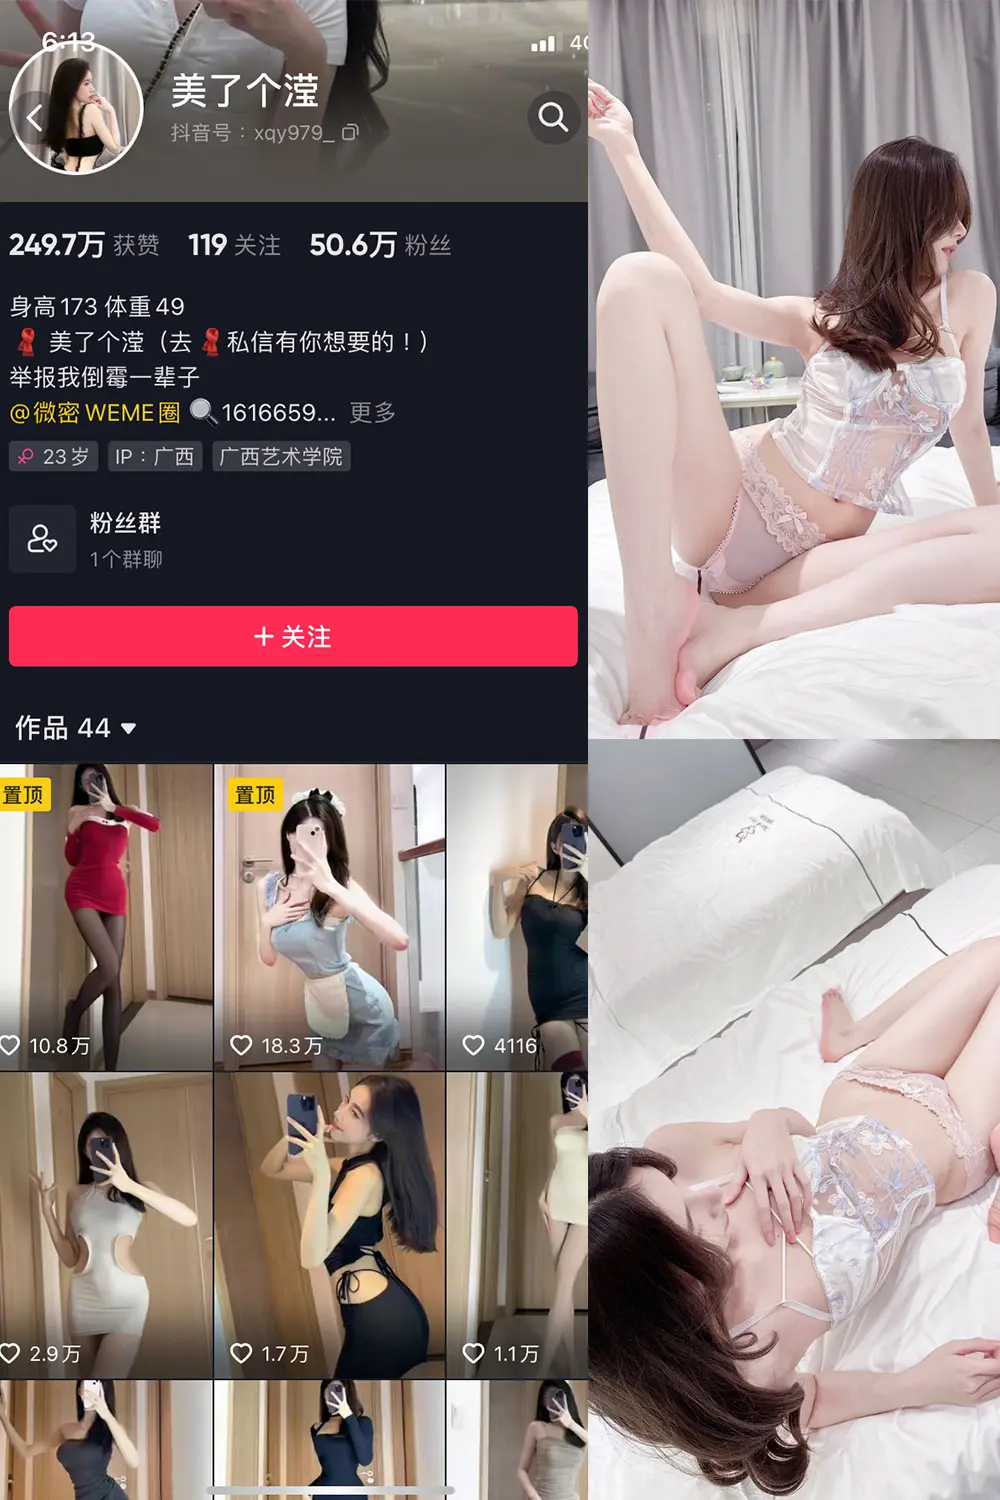 6:13
4G
美了个滢
抖音号：xqy979_
249.7万 获赞 119 关注 50.6万 粉丝
身高173 体重49
美了个滢（去 私信有你想要的！）
举报我倒霉一辈子
@微密 WEME圈 1616659... 更多
23岁 IP：广西 广西艺术学院
粉丝群
1个群聊
+ 关注
作品 44
置顶 置顶
10.8万 18.3万 4116
2.9万 1.7万 1.1万